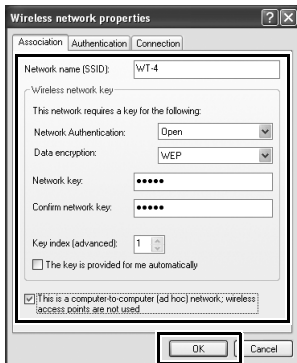 Wireless network properties
Association Authentication Connection
Network name (SSID): WT-4
Wireless network key
This network requires a key for the following:
Network Authentication: Open
Data encryption: WEP
Network key: •••••
Confirm network key: •••••
Key index (advanced): 1
The key is provided for me automatically
This is a computer-to-computer (ad hoc) network; wireless
access points are not used
OK Cancel